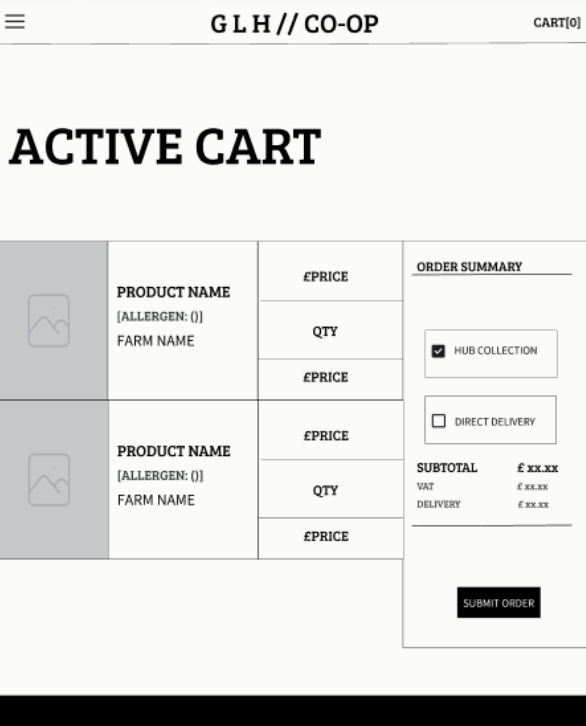 GLH // CO-OP
CART[0]
ACTIVE CART
PRODUCT NAME
[ALLERGEN: ()]
FARM NAME
£PRICE
QTY
£PRICE
PRODUCT NAME
[ALLERGEN: ()]
FARM NAME
£PRICE
QTY
£PRICE
ORDER SUMMARY
HUB COLLECTION
DIRECT DELIVERY
SUBTOTAL £ xx.xx
VAT £ xx.xx
DELIVERY £ xx.xx
SUBMIT ORDER